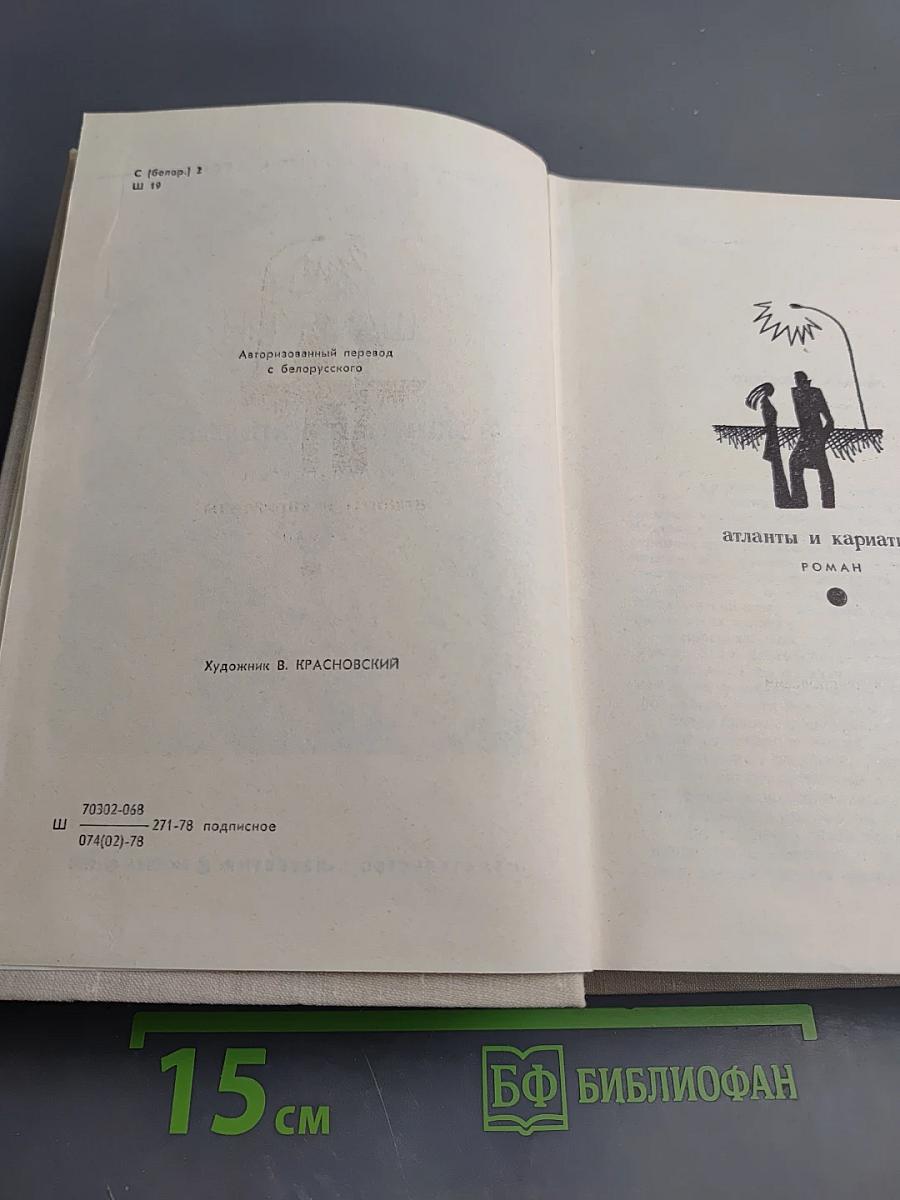 С (белор.) 2
Ш 19
Авторизованный перевод
с белорусского
Художник В. КРАСНОВСКИЙ
Ш 70302-068
074(02)-78 271-78 подписное
атланты и кариати
РОМАН
15 см
БФ БИБЛИОФАН